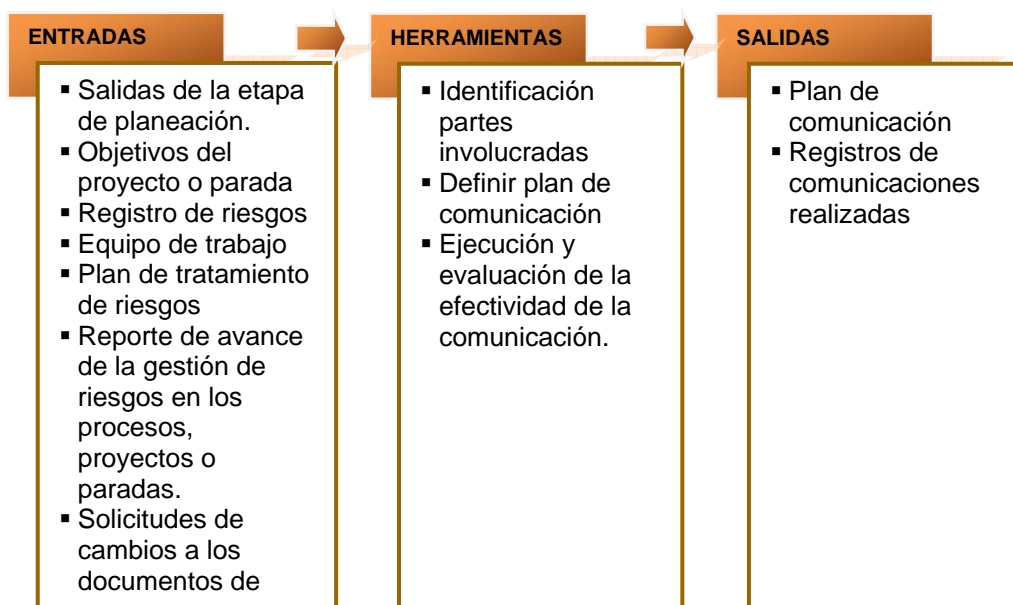 ENTRADAS
▪ Salidas de la etapa
de planeación.
▪ Objetivos del
proyecto o parada
▪ Registro de riesgos
▪ Equipo de trabajo
▪ Plan de tratamiento
de riesgos
▪ Reporte de avance
de la gestión de
riesgos en los
procesos,
proyectos o
paradas.
▪ Solicitudes de
cambios a los
documentos de
HERRAMIENTAS
▪ Identificación
partes
involucradas
▪ Definir plan de
comunicación
▪ Ejecución y
evaluación de la
efectividad de la
comunicación.
SALIDAS
▪ Plan de
comunicación
▪ Registros de
comunicaciones
realizadas